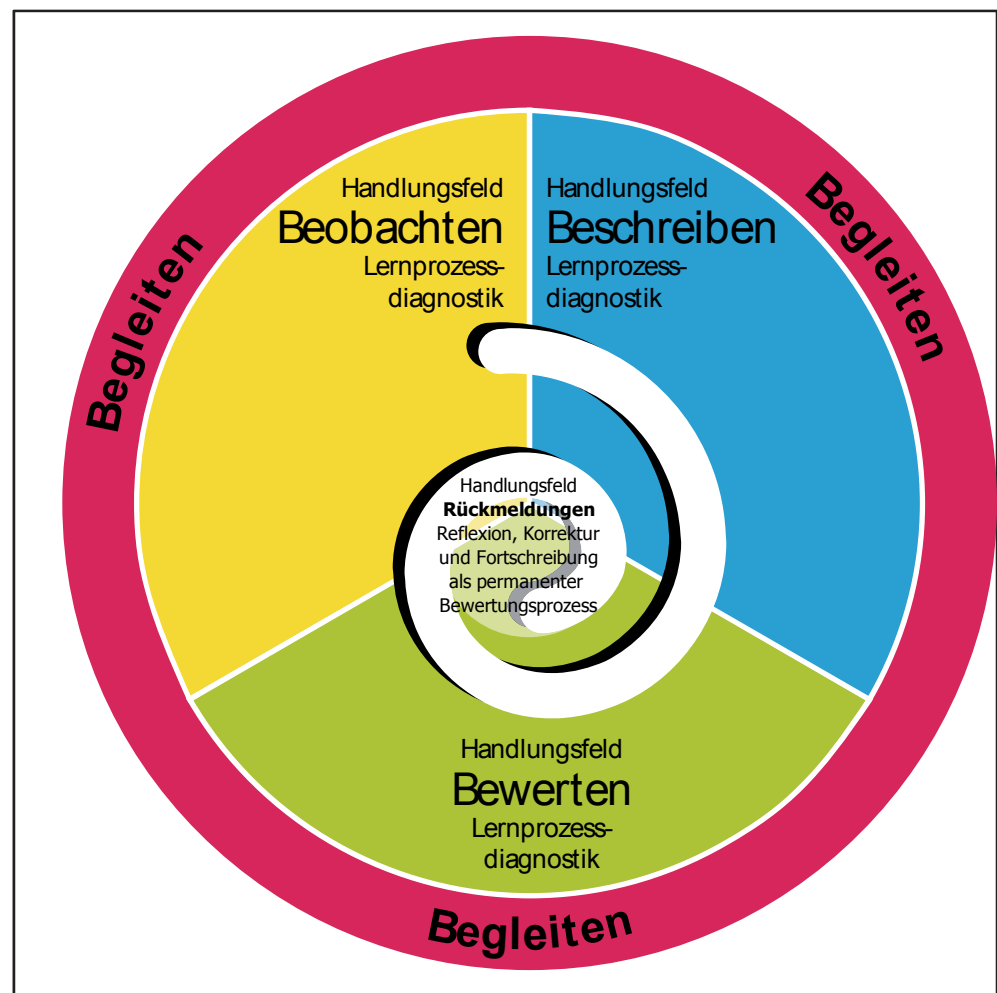 Begleiten
Handlungsfeld
Beobachten
Lernprozess-
diagnostik
Handlungsfeld
Beschreiben
Lernprozess-
diagnostik
Begleiten
Handlungsfeld
Rückmeldungen
Reflexion, Korrektur
und Fortschreibung
als permanenter
Bewertungsprozess
Handlungsfeld
Bewerten
Lernprozess-
diagnostik
Begleiten